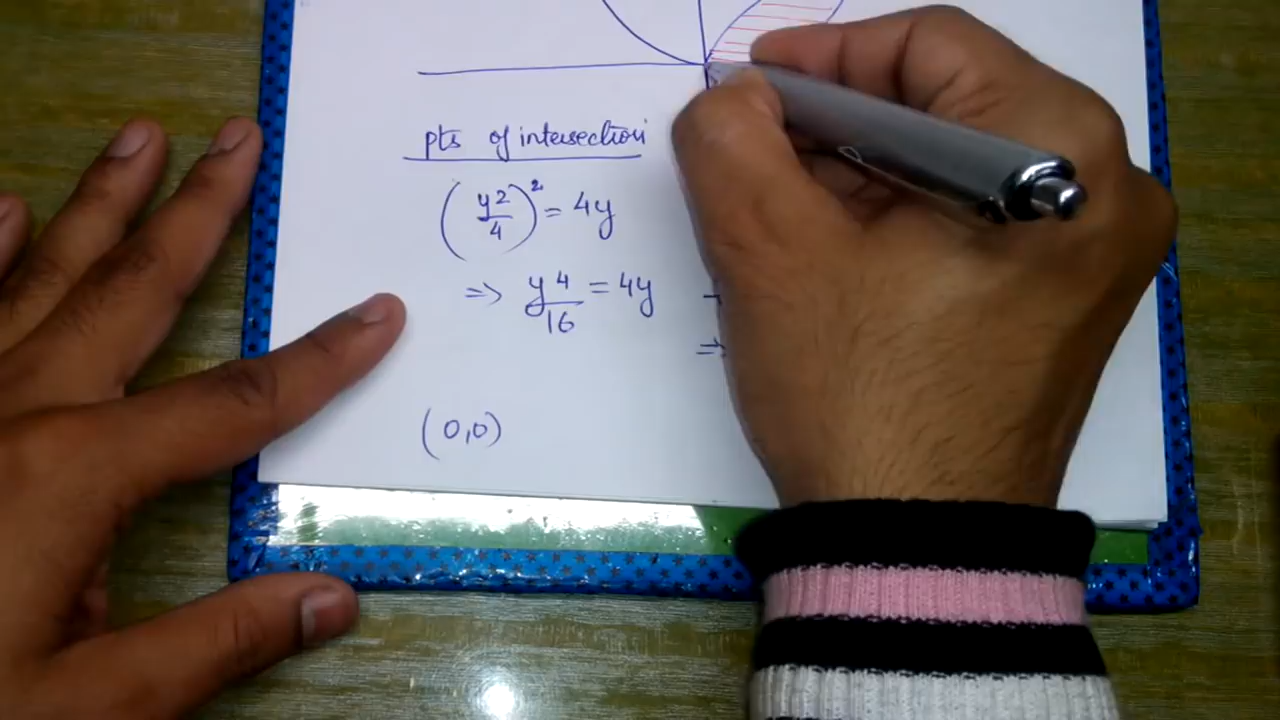 pts of intersection
(y2/4)² = 4y
=> y4/16 = 4y
=>
(0,0)